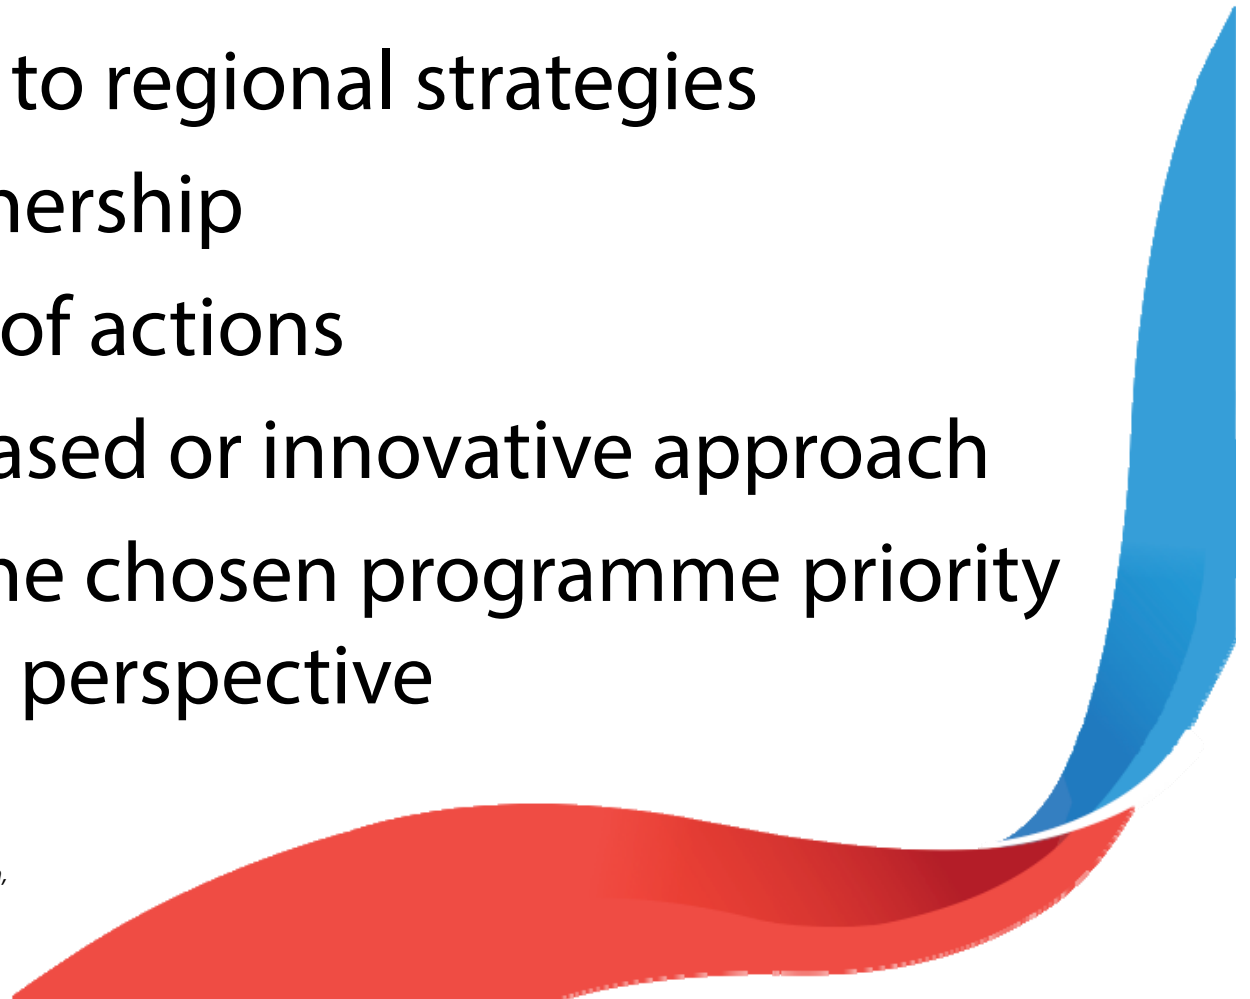 to regional strategies
nership
of actions
ased or innovative approach
ne chosen programme priority
perspective